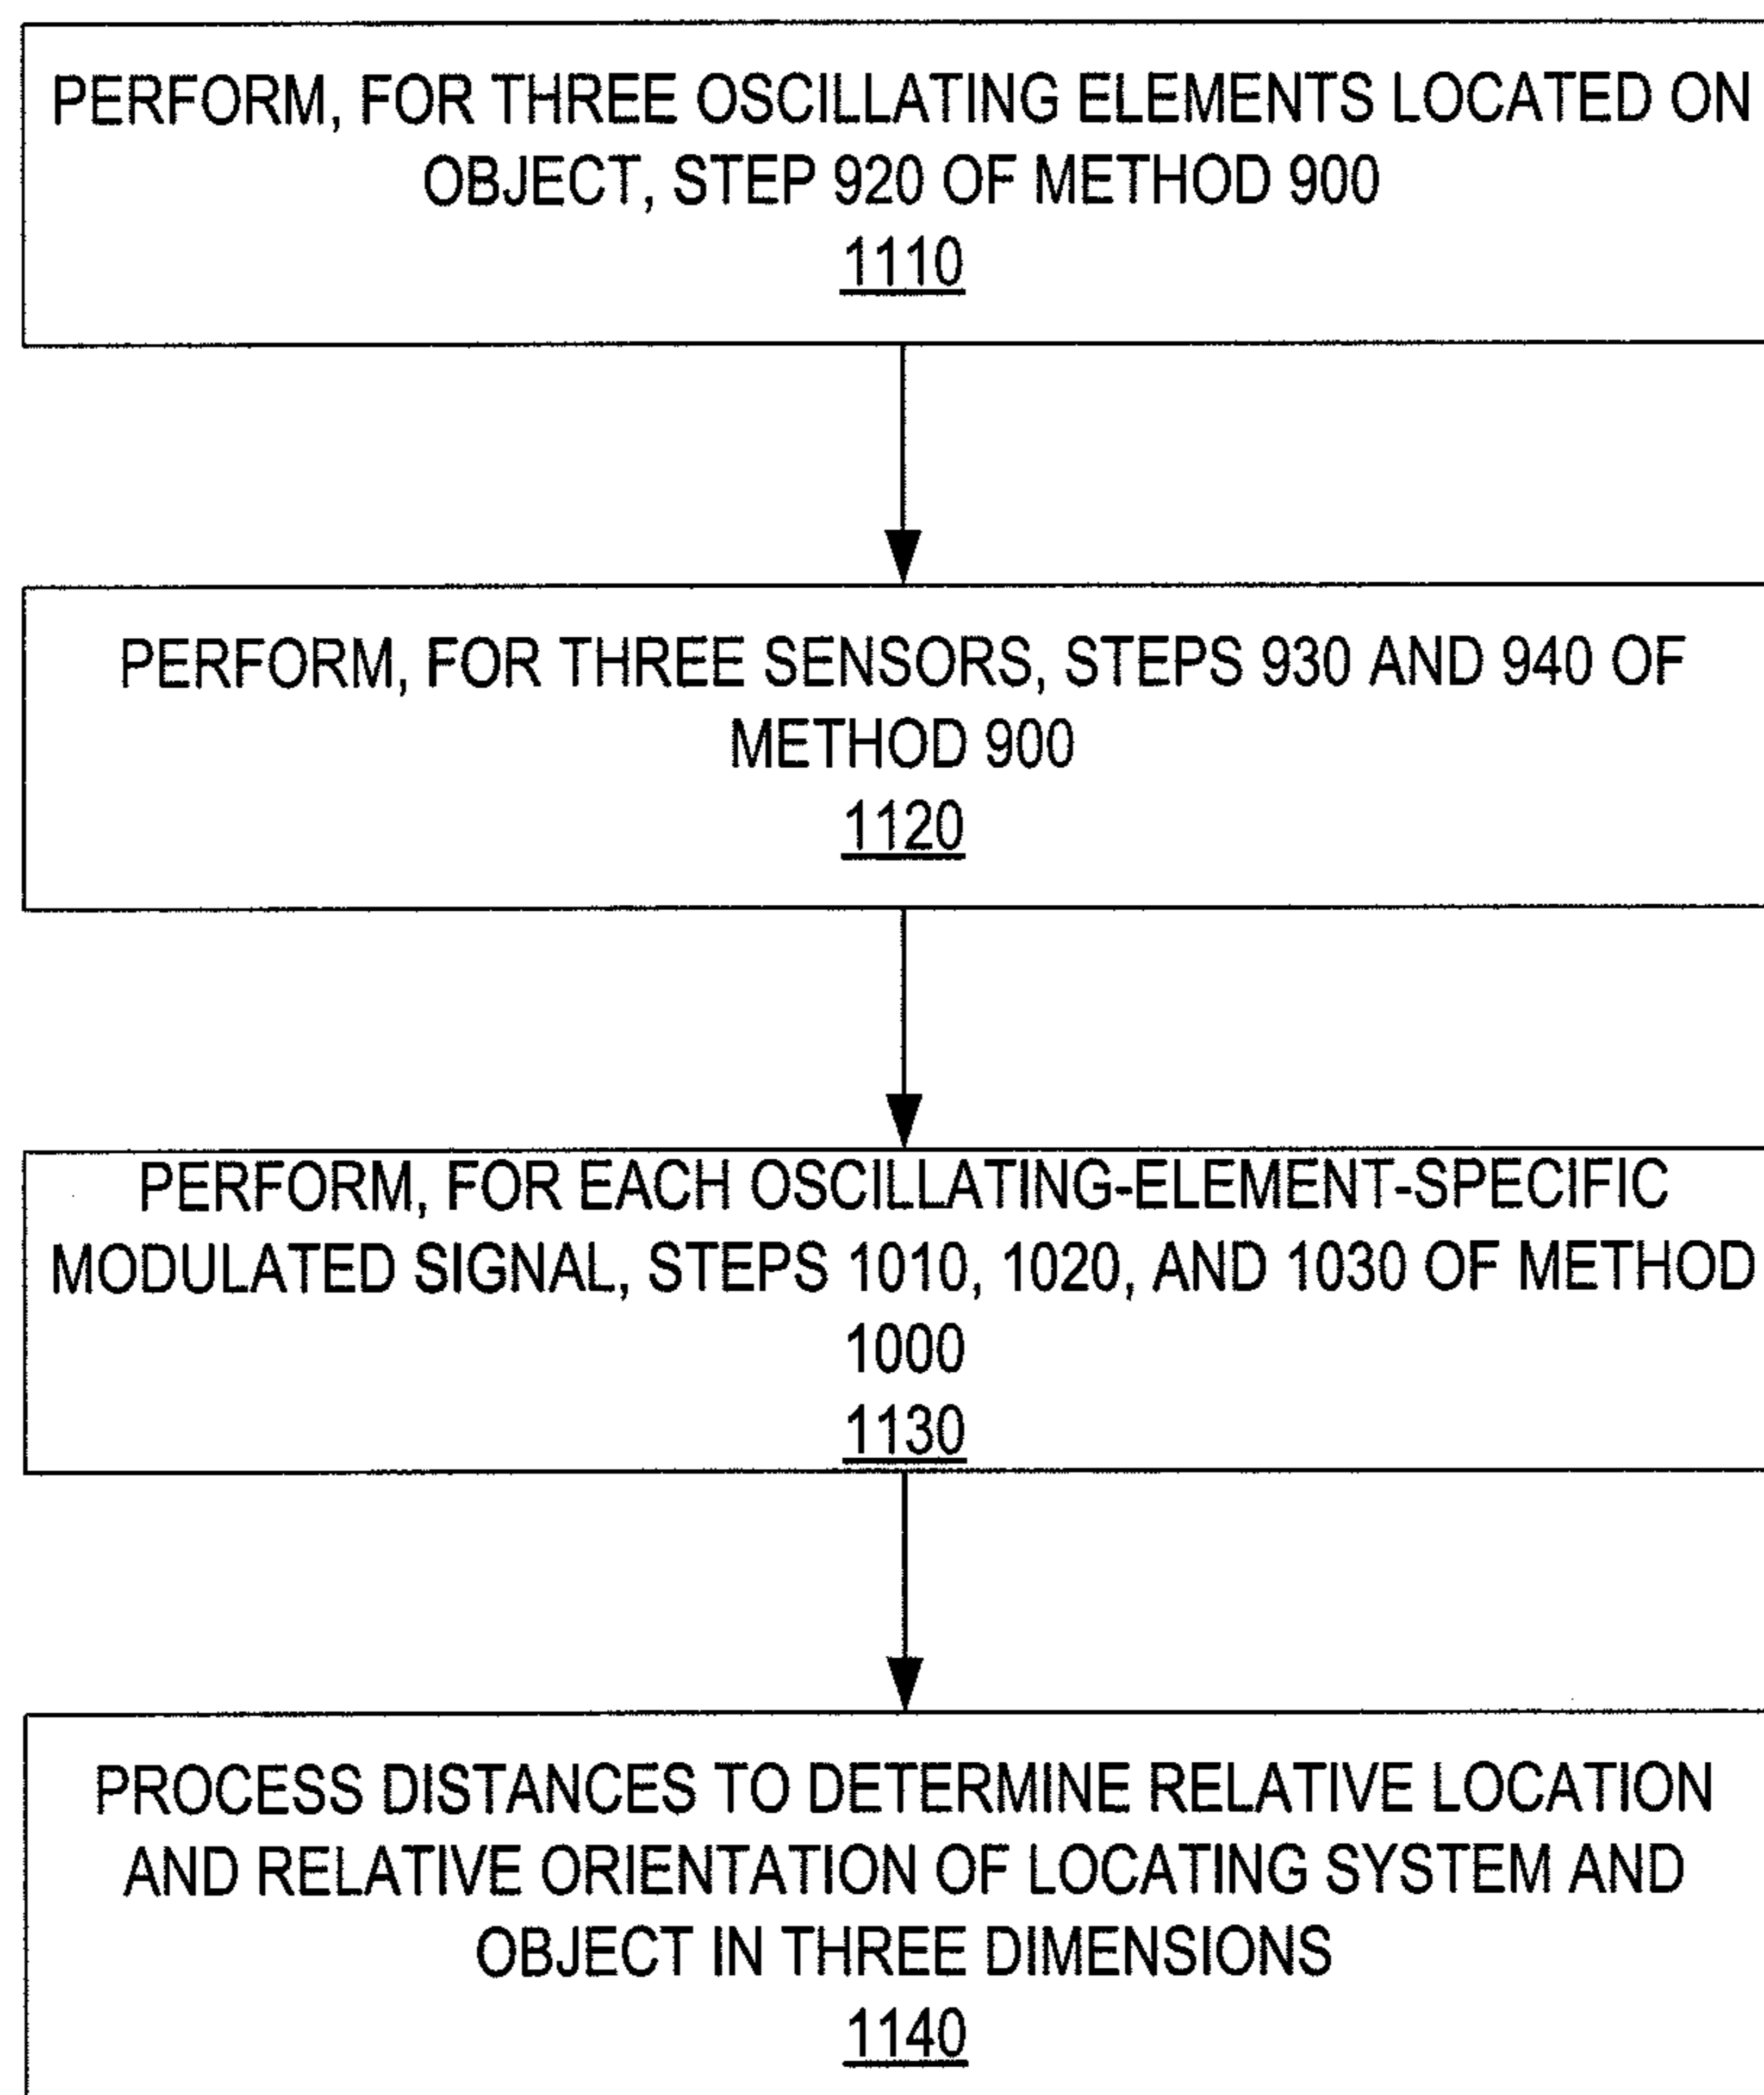 PERFORM, FOR THREE OSCILLATING ELEMENTS LOCATED ON
OBJECT, STEP 920 OF METHOD 900
1110
PERFORM, FOR THREE SENSORS, STEPS 930 AND 940 OF
METHOD 900
1120
PERFORM, FOR EACH OSCILLATING-ELEMENT-SPECIFIC
MODULATED SIGNAL, STEPS 1010, 1020, AND 1030 OF METHOD
1000
1130
PROCESS DISTANCES TO DETERMINE RELATIVE LOCATION
AND RELATIVE ORIENTATION OF LOCATING SYSTEM AND
OBJECT IN THREE DIMENSIONS
1140